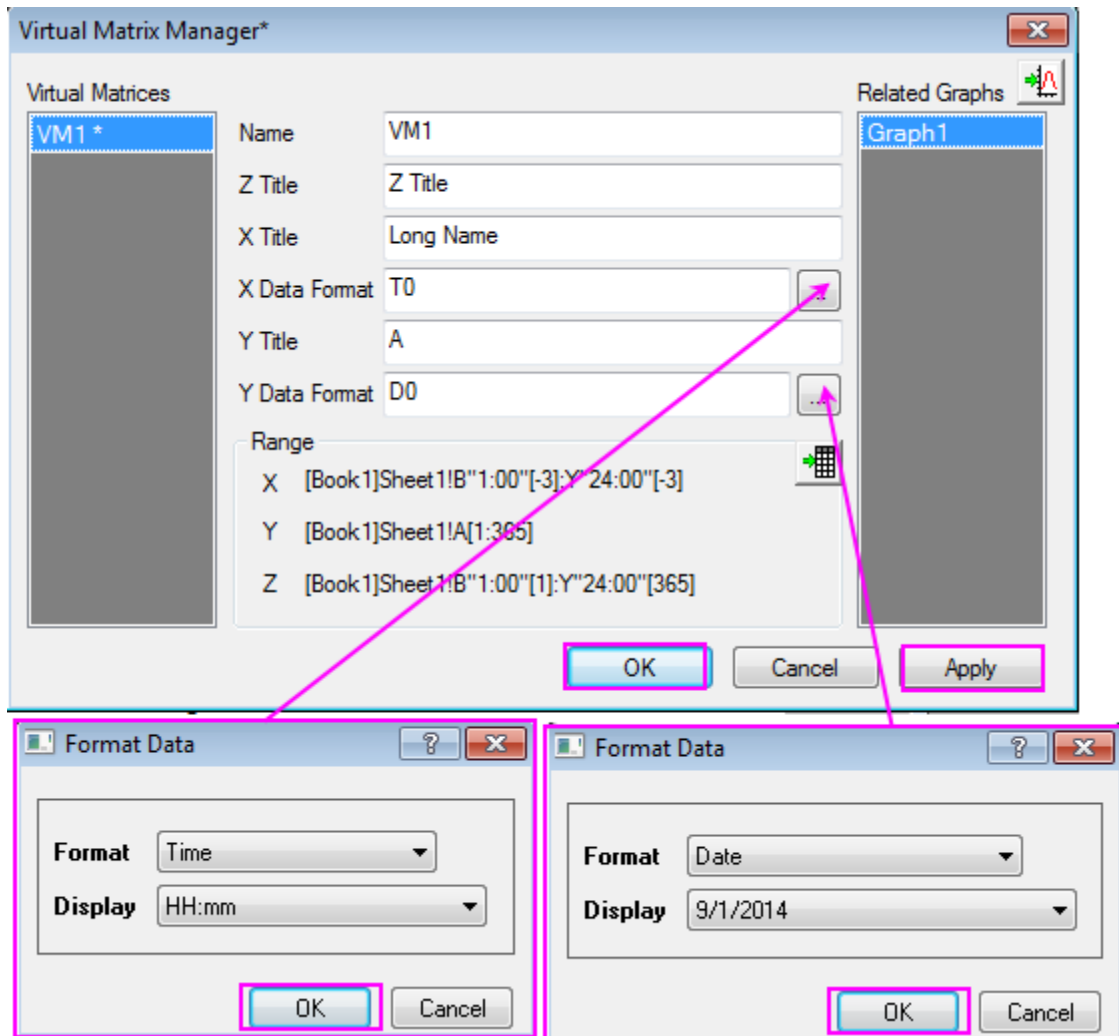 Virtual Matrix Manager*
Virtual Matrices
Related Graphs
VM1 *
Graph1
Name VM1
Z Title Z Title
X Title Long Name
X Data Format T0 ...
Y Title A
Y Data Format D0 ...
Range
X [Book1]Sheet1!B"1:00"[-3]:Y"24:00"[-3]
Y [Book1]Sheet1!A[1:365]
Z [Book1]Sheet1!B"1:00"[1]:Y"24:00"[365]
OK Cancel Apply
Format Data ?
Format Time
Display HH:mm
OK Cancel
Format Data ?
Format Date
Display 9/1/2014
OK Cancel